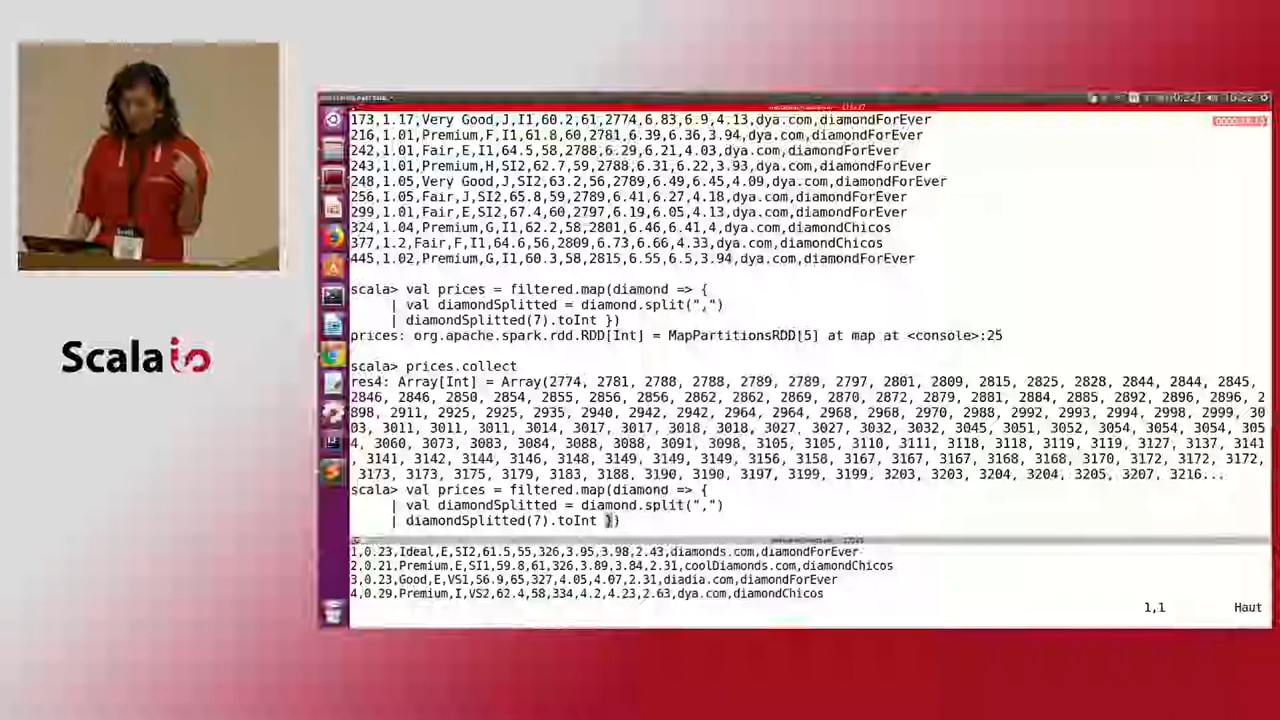 Scala io
173,1.17,Very Good,J,I1,60.2,61,2774,6.83,6.9,4.13,dya.com,diamondForEver
216,1.01,Premium,F,I1,61.8,60,2781,6.39,6.36,3.94,dya.com,diamondForEver
242,1.01,Fair,E,I1,64.5,58,2788,6.29,6.21,4.03,dya.com,diamondForEver
243,1.01,Premium,H,SI2,62.7,59,2788,6.31,6.22,3.93,dya.com,diamondForEver
248,1.05,Very Good,J,SI2,63.2,56,2789,6.49,6.45,4.09,dya.com,diamondForEver
256,1.05,Fair,J,SI2,65.8,59,2789,6.41,6.27,4.18,dya.com,diamondForEver
299,1.01,Fair,E,SI2,67.4,60,2797,6.19,6.05,4.13,dya.com,diamondForEver
324,1.04,Premium,G,I1,62.2,58,2801,6.46,6.41,4,dya.com,diamondChicos
377,1.2,Fair,F,I1,64.6,56,2809,6.73,6.66,4.33,dya.com,diamondChicos
445,1.02,Premium,G,I1,60.3,58,2815,6.55,6.5,3.94,dya.com,diamondForEver
scala> val prices = filtered.map(diamond => {
| val diamondSplitted = diamond.split(",")
| diamondSplitted(7).toInt })
prices: org.apache.spark.rdd.RDD[Int] = MapPartitionsRDD[5] at map at <console>:25
scala> prices.collect
res4: Array[Int] = Array(2774, 2781, 2788, 2788, 2789, 2789, 2797, 2801, 2809, 2815, 2825, 2828, 2844, 2844, 2845,
2846, 2846, 2850, 2854, 2855, 2856, 2856, 2862, 2862, 2869, 2870, 2872, 2879, 2881, 2884, 2885, 2892, 2896, 2896, 2
898, 2911, 2925, 2925, 2935, 2940, 2942, 2942, 2964, 2964, 2968, 2968, 2970, 2988, 2992, 2993, 2994, 2998, 2999, 30
03, 3011, 3011, 3011, 3014, 3017, 3017, 3018, 3018, 3027, 3027, 3032, 3032, 3045, 3051, 3052, 3054, 3054, 3054, 305
4, 3060, 3073, 3083, 3084, 3088, 3088, 3091, 3098, 3105, 3105, 3110, 3111, 3118, 3118, 3119, 3119, 3127, 3137, 3141
, 3141, 3142, 3144, 3146, 3148, 3149, 3149, 3149, 3156, 3158, 3167, 3167, 3167, 3168, 3168, 3170, 3172, 3172, 3172,
3173, 3173, 3175, 3179, 3183, 3188, 3190, 3190, 3197, 3199, 3199, 3203, 3203, 3204, 3204, 3205, 3207, 3216...
scala> val prices = filtered.map(diamond => {
| val diamondSplitted = diamond.split(",")
| diamondSplitted(7).toInt })
1,0.23,Ideal,E,SI2,61.5,55,326,3.95,3.98,2.43,diamonds.com,diamondForEver
2,0.21,Premium,E,SI1,59.8,61,326,3.89,3.84,2.31,coolDiamonds.com,diamondChicos
3,0.23,Good,E,VS1,56.9,65,327,4.05,4.07,2.31,diadia.com,diamondForEver
4,0.29,Premium,I,VS2,62.4,58,334,4.2,4.23,2.63,dya.com,diamondChicos
1,1 Haut